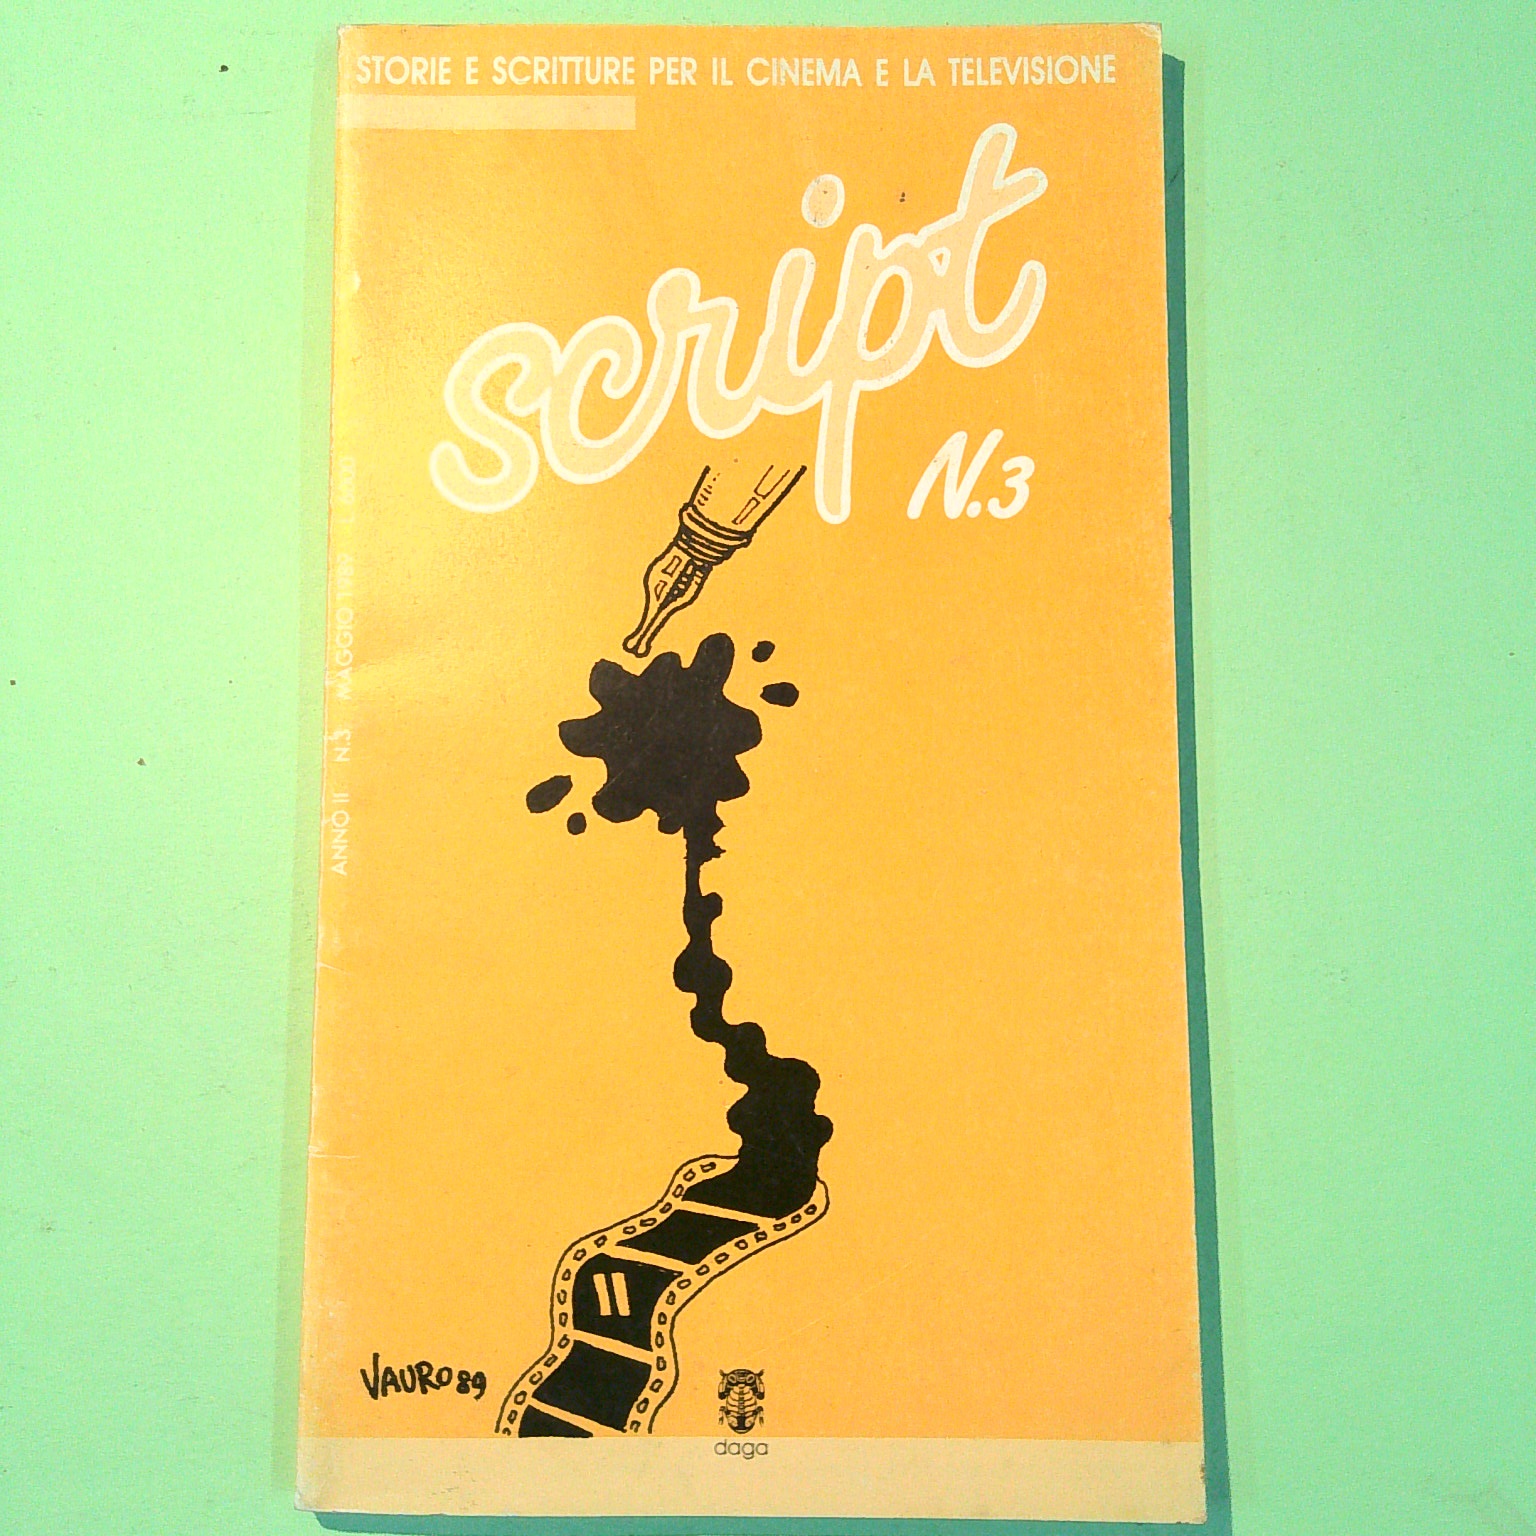 STORIE E SCRITTURE PER IL CINEMA E LA TELEVISIONE
script
N.3
ANNO II N.3 MAGGIO 1989
VAURO 89
daga